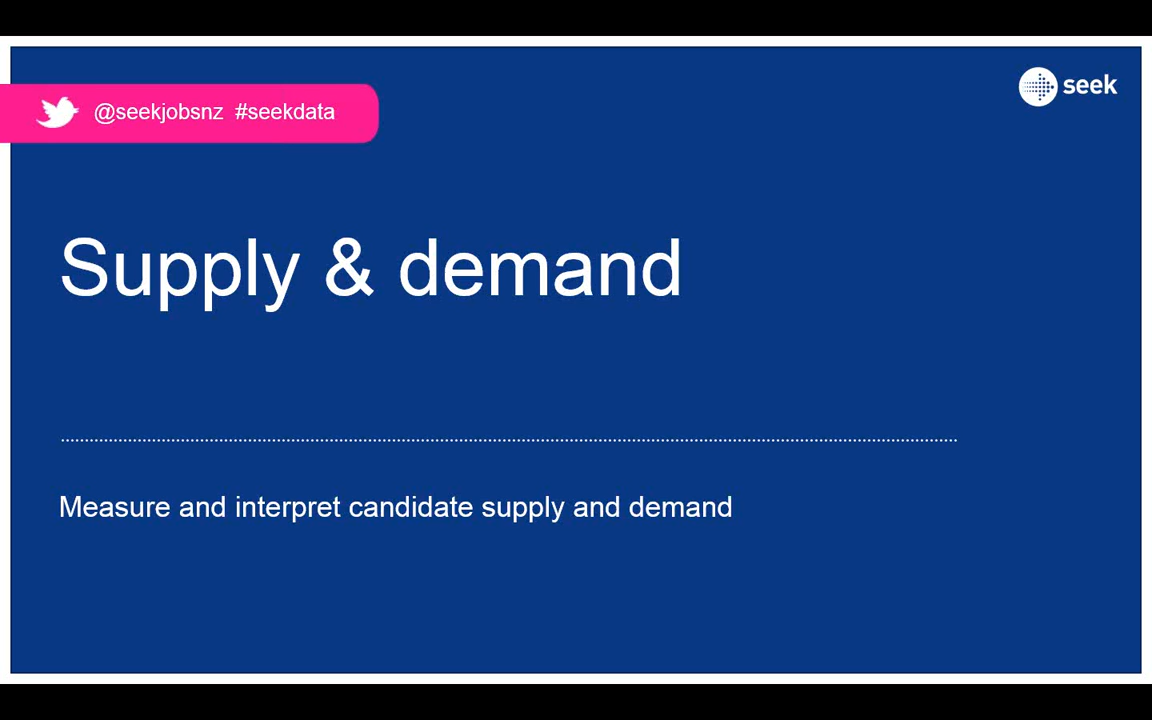 @seekjobsnz #seekdata
seek
Supply & demand
Measure and interpret candidate supply and demand